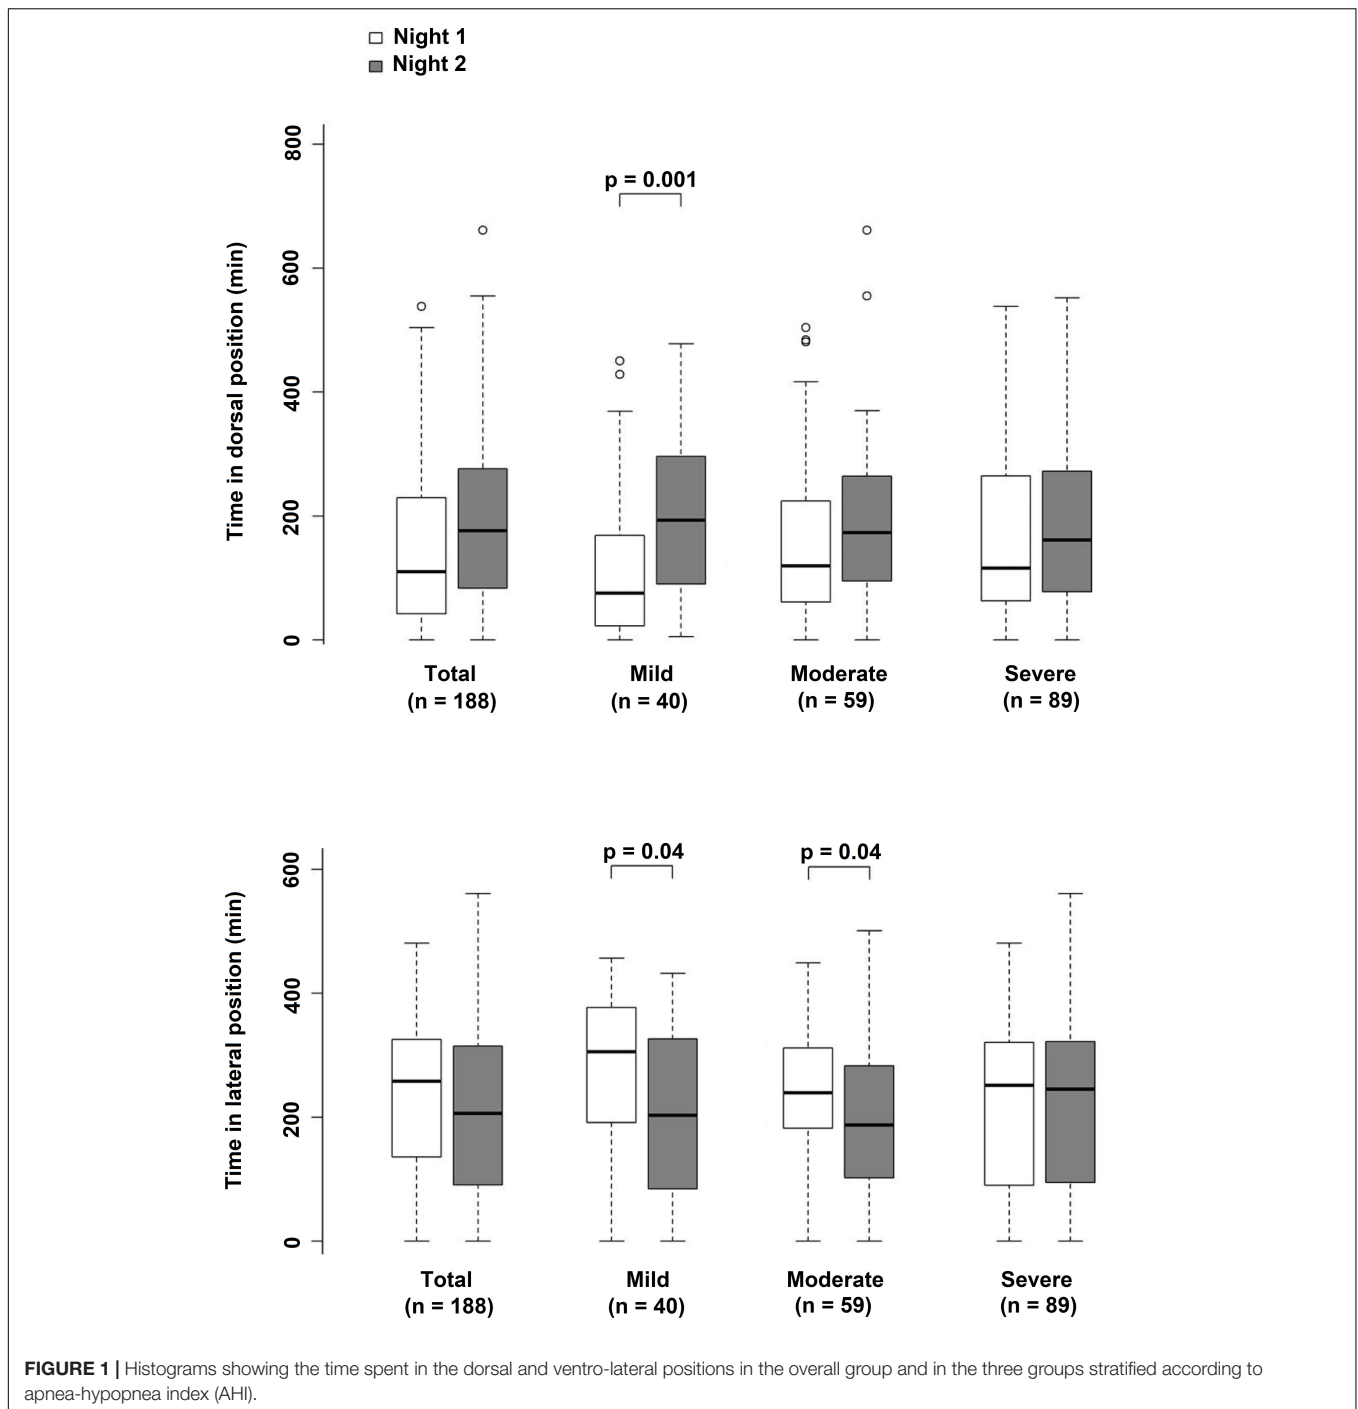 Night 1
Night 2
Time in dorsal position (min)
800
600
400
200
0
p = 0.001
Total
(n = 188)
Mild
(n = 40)
Moderate
(n = 59)
Severe
(n = 89)
Time in lateral position (min)
600
400
200
0
p = 0.04
p = 0.04
Total
(n = 188)
Mild
(n = 40)
Moderate
(n = 59)
Severe
(n = 89)
FIGURE 1 | Histograms showing the time spent in the dorsal and ventro-lateral positions in the overall group and in the three groups stratified according to
apnea-hypopnea index (AHI).